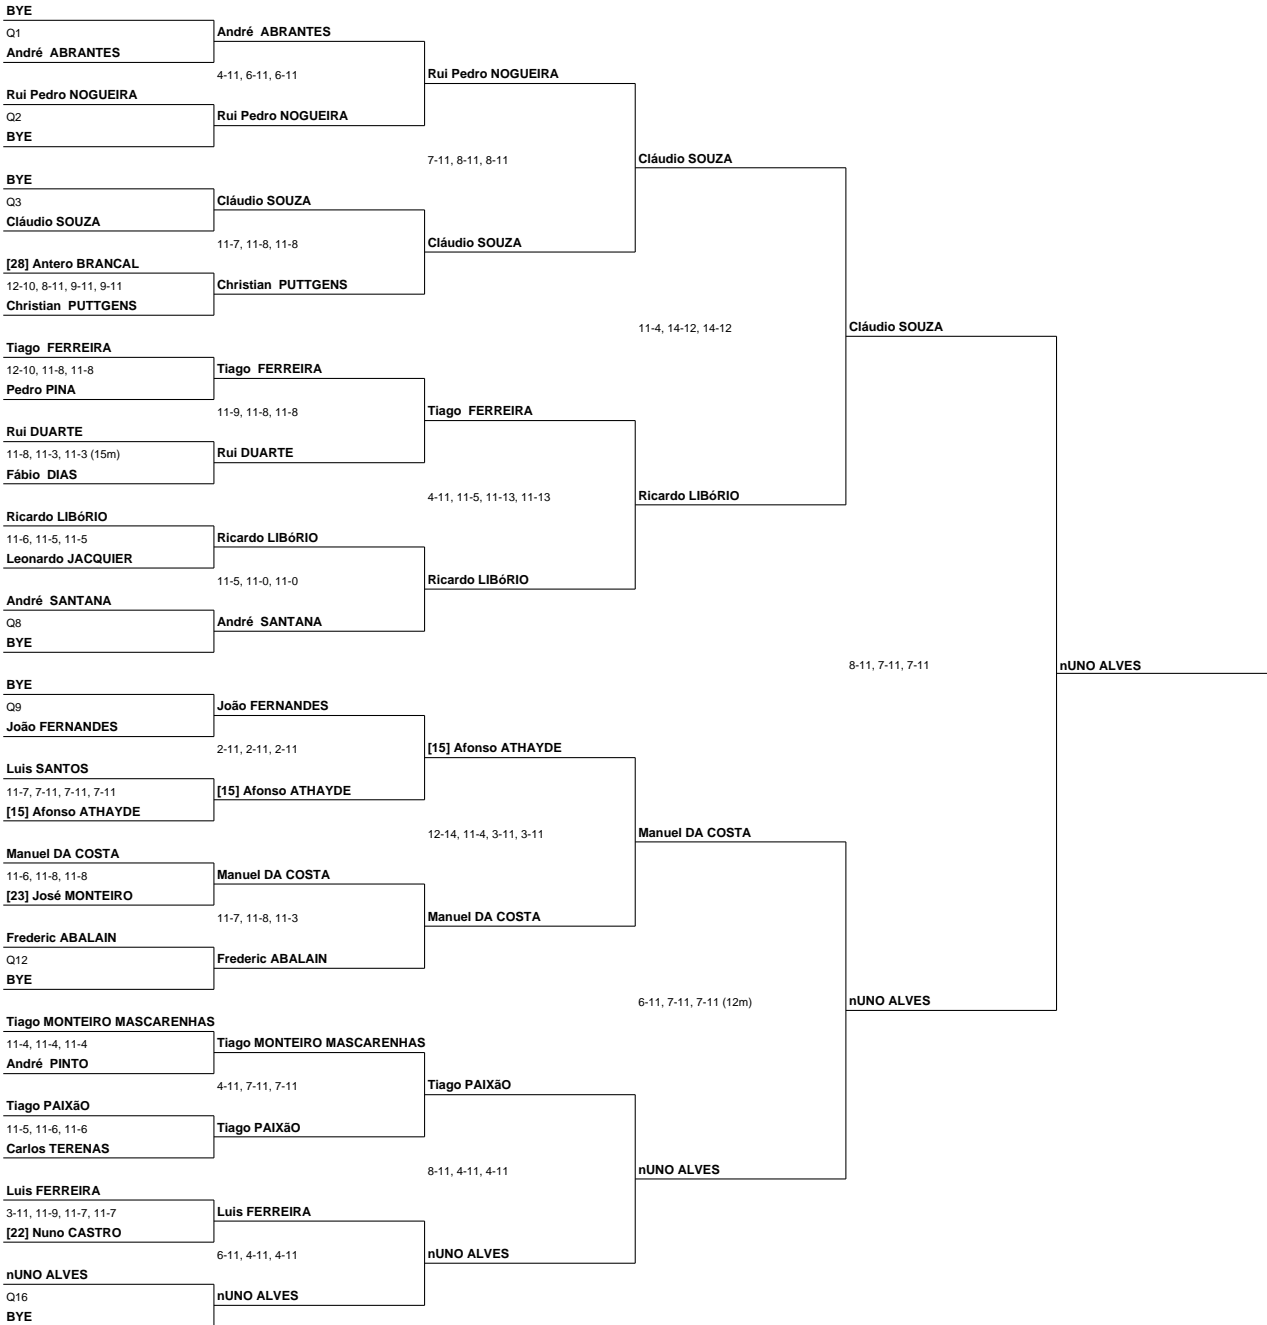 BYE
Q1
André  ABRANTES
André  ABRANTES
4-11, 6-11, 6-11
Rui Pedro NOGUEIRA
Rui Pedro NOGUEIRA
Q2
BYE
Rui Pedro NOGUEIRA
7-11, 8-11, 8-11
Cláudio SOUZA
BYE
Q3
Cláudio SOUZA
Cláudio SOUZA
11-7, 11-8, 11-8
Cláudio SOUZA
[28] Antero BRANCAL
12-10, 8-11, 9-11, 9-11
Christian  PUTTGENS
Christian  PUTTGENS
11-4, 14-12, 14-12
Cláudio SOUZA
Tiago  FERREIRA
12-10, 11-8, 11-8
Pedro PINA
Tiago  FERREIRA
11-9, 11-8, 11-8
Tiago  FERREIRA
Rui DUARTE
11-8, 11-3, 11-3 (15m)
Fábio  DIAS
Rui DUARTE
4-11, 11-5, 11-13, 11-13
Ricardo LIBóRIO
Ricardo LIBóRIO
11-6, 11-5, 11-5
Leonardo JACQUIER
Ricardo LIBóRIO
11-5, 11-0, 11-0
Ricardo LIBóRIO
André  SANTANA
Q8
BYE
André  SANTANA
8-11, 7-11, 7-11
nUNO ALVES
BYE
Q9
João FERNANDES
João FERNANDES
2-11, 2-11, 2-11
[15] Afonso ATHAYDE
Luis SANTOS
11-7, 7-11, 7-11, 7-11
[15] Afonso ATHAYDE
[15] Afonso ATHAYDE
12-14, 11-4, 3-11, 3-11
Manuel DA COSTA
Manuel DA COSTA
11-6, 11-8, 11-8
[23] José MONTEIRO
Manuel DA COSTA
11-7, 11-8, 11-3
Manuel DA COSTA
Frederic ABALAIN
Q12
BYE
Frederic ABALAIN
6-11, 7-11, 7-11 (12m)
nUNO ALVES
Tiago MONTEIRO MASCARENHAS
11-4, 11-4, 11-4
André  PINTO
Tiago MONTEIRO MASCARENHAS
4-11, 7-11, 7-11
Tiago PAIXãO
Tiago PAIXãO
11-5, 11-6, 11-6
Carlos TERENAS
Tiago PAIXãO
8-11, 4-11, 4-11
nUNO ALVES
Luis FERREIRA
3-11, 11-9, 11-7, 11-7
[22] Nuno CASTRO
Luis FERREIRA
6-11, 4-11, 4-11
nUNO ALVES
nUNO ALVES
Q16
BYE
nUNO ALVES